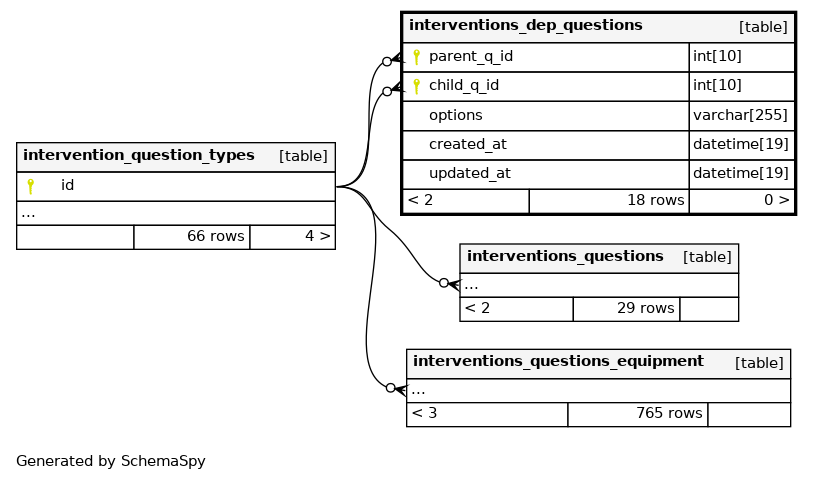 interventions_dep_questions [table]
parent_q_id int[10]
child_q_id int[10]
options varchar[255]
created_at datetime[19]
updated_at datetime[19]
< 2 18 rows 0 >
intervention_question_types [table]
id
...
66 rows 4 >
interventions_questions [table]
...
< 2 29 rows
interventions_questions_equipment [table]
...
< 3 765 rows
Generated by SchemaSpy